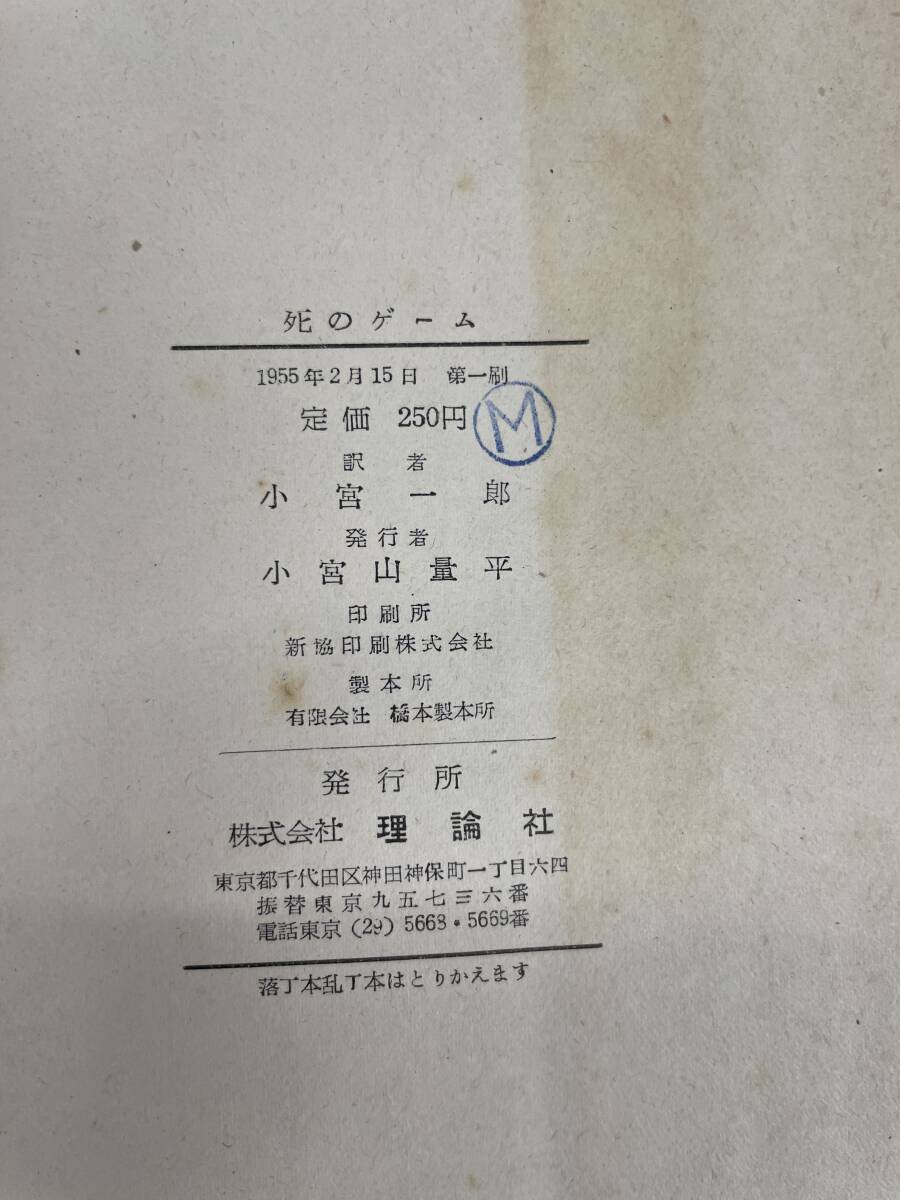 死のゲーム
1955年2月15日 第一刷
定価 250円
M
訳者
小宮一郎
発行者
小宮山量平
印刷所
新協印刷株式会社
製本所
有限会社 橋本製本所
発行所
株式会社 理論社
東京都千代田区神田神保町一丁目六四
振替東京九五七三六番
電話東京（29）5668・5669番
落丁本乱丁本はとりかえます